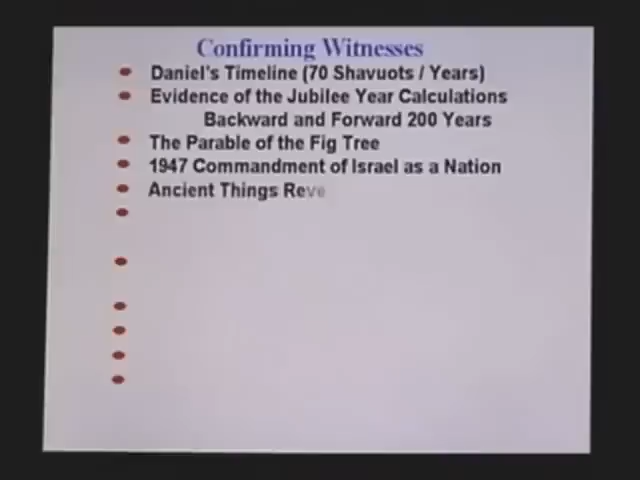 Confirming Witnesses
Daniel's Timeline (70 Shavuots / Years)
Evidence of the Jubilee Year Calculations
Backward and Forward 200 Years
The Parable of the Fig Tree
1947 Commandment of Israel as a Nation
Ancient Things Reve